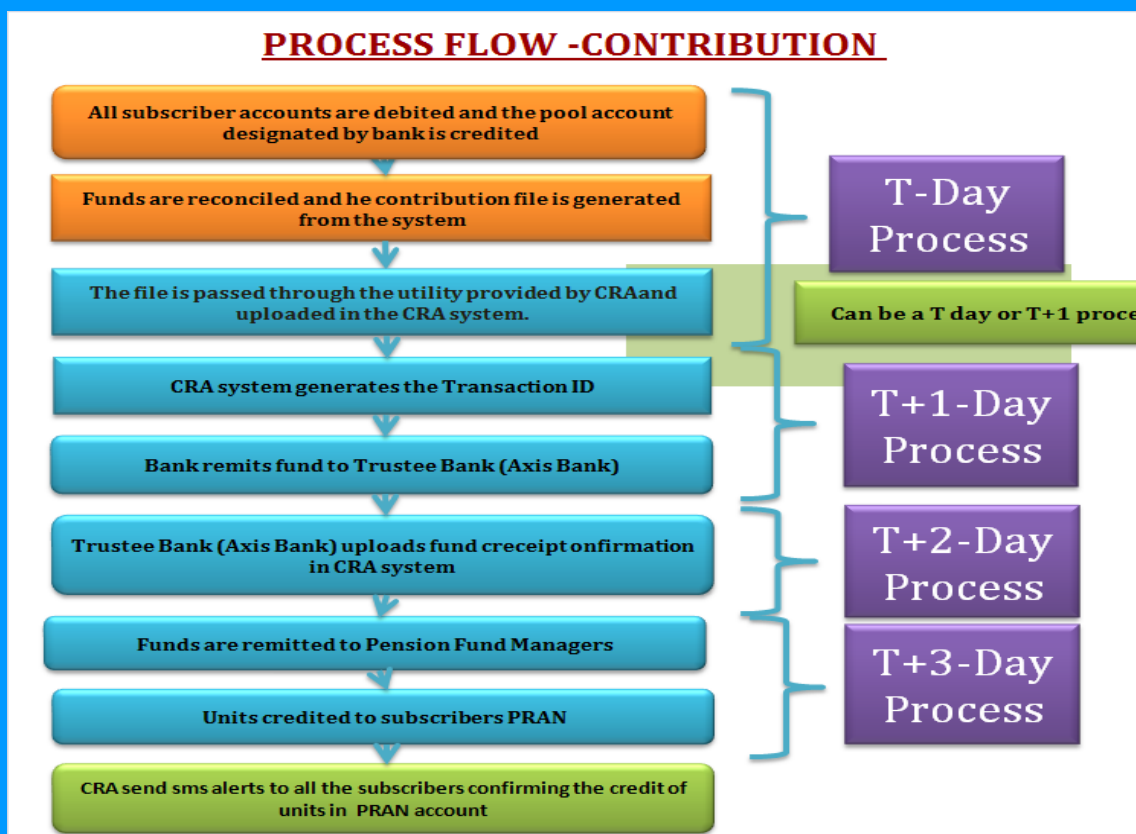 PROCESS FLOW -CONTRIBUTION
All subscriber accounts are debited and the pool account
designated by bank is credited
Funds are reconciled and he contribution file is generated
from the system
The file is passed through the utility provided by CRAand
uploaded in the CRA system.
CRA system generates the Transaction ID
Bank remits fund to Trustee Bank (Axis Bank)
Trustee Bank (Axis Bank) uploads fund creceipt onfirmation
in CRA system
Funds are remitted to Pension Fund Managers
Units credited to subscribers PRAN
CRA send sms alerts to all the subscribers confirming the credit of
units in PRAN account
T-Day
Process
Can be a T day or T+1 proce
T+1-Day
Process
T+2-Day
Process
T+3-Day
Process